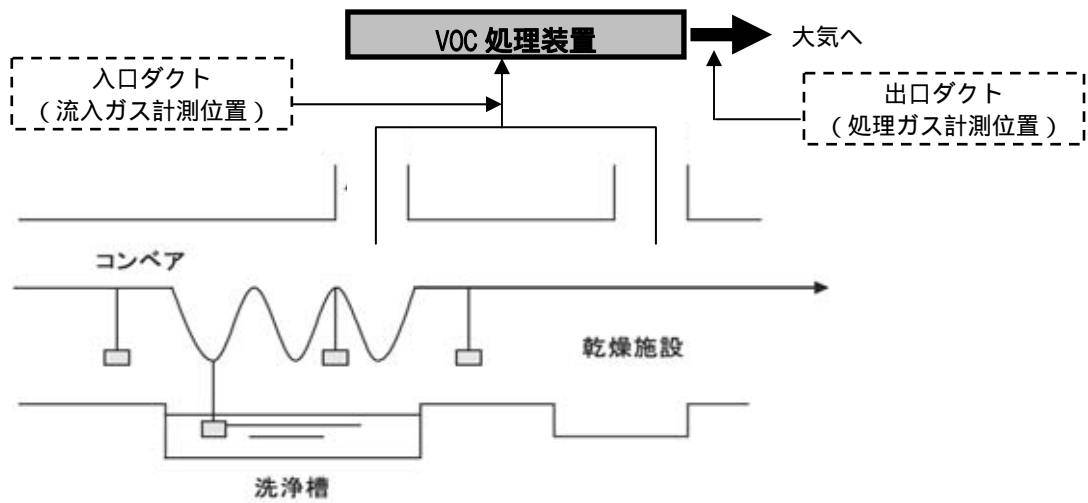 VOC 処理装置
大気へ
入口ダクト
（流入ガス計測位置）
出口ダクト
（処理ガス計測位置）
コンベア
乾燥施設
洗浄槽